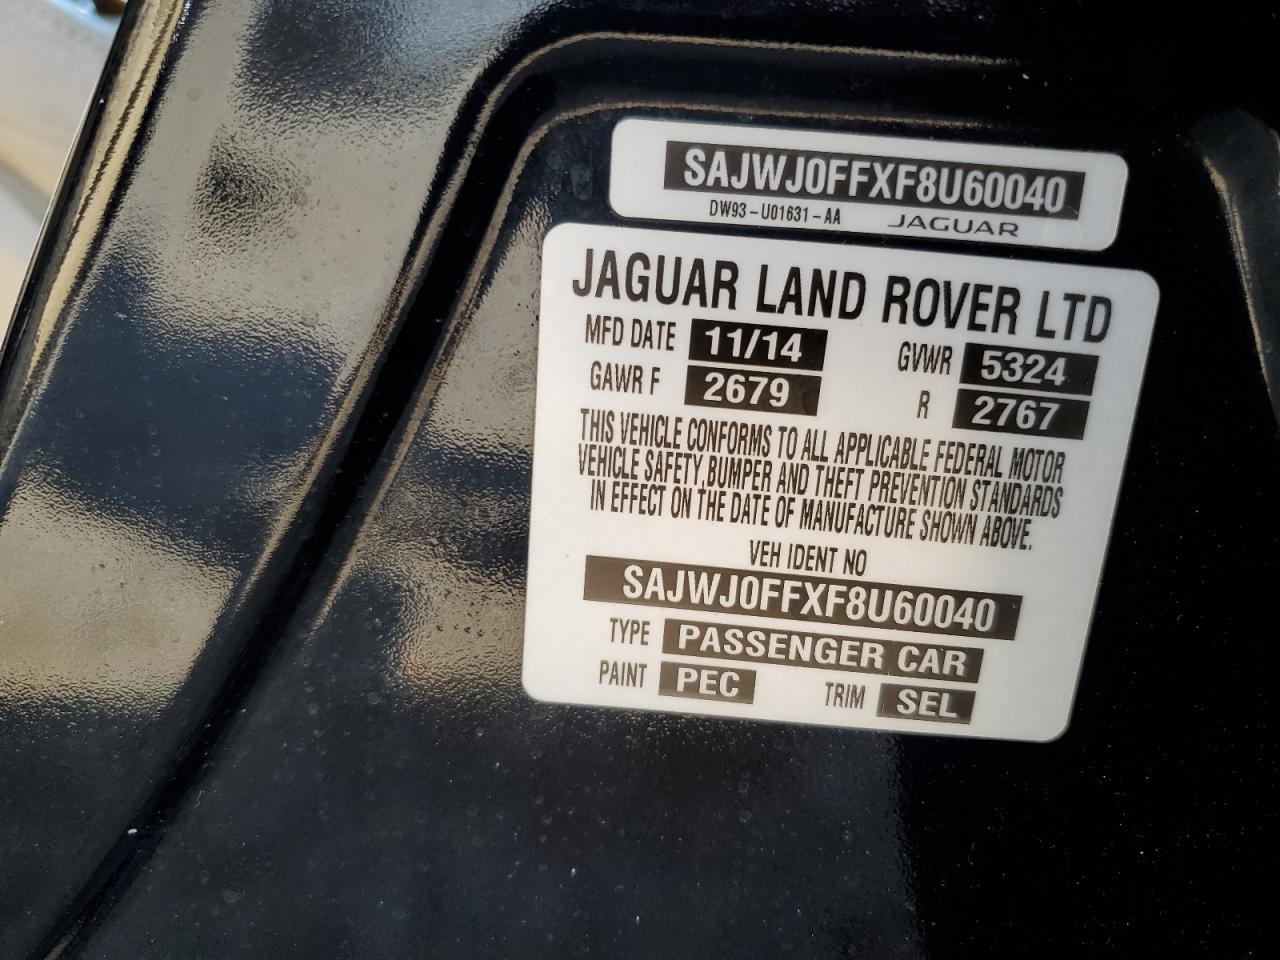 SAJWJ0FFXF8U60040
DW93-U01631-AA JAGUAR
JAGUAR LAND ROVER LTD
MFD DATE 11/14 GVWR 5324
GAWR F 2679 R 2767
THIS VEHICLE CONFORMS TO ALL APPLICABLE FEDERAL MOTOR
VEHICLE SAFETY, BUMPER AND THEFT PREVENTION STANDARDS
IN EFFECT ON THE DATE OF MANUFACTURE SHOWN ABOVE.
VEH IDENT NO
SAJWJ0FFXF8U60040
TYPE PASSENGER CAR
PAINT PEC TRIM SEL